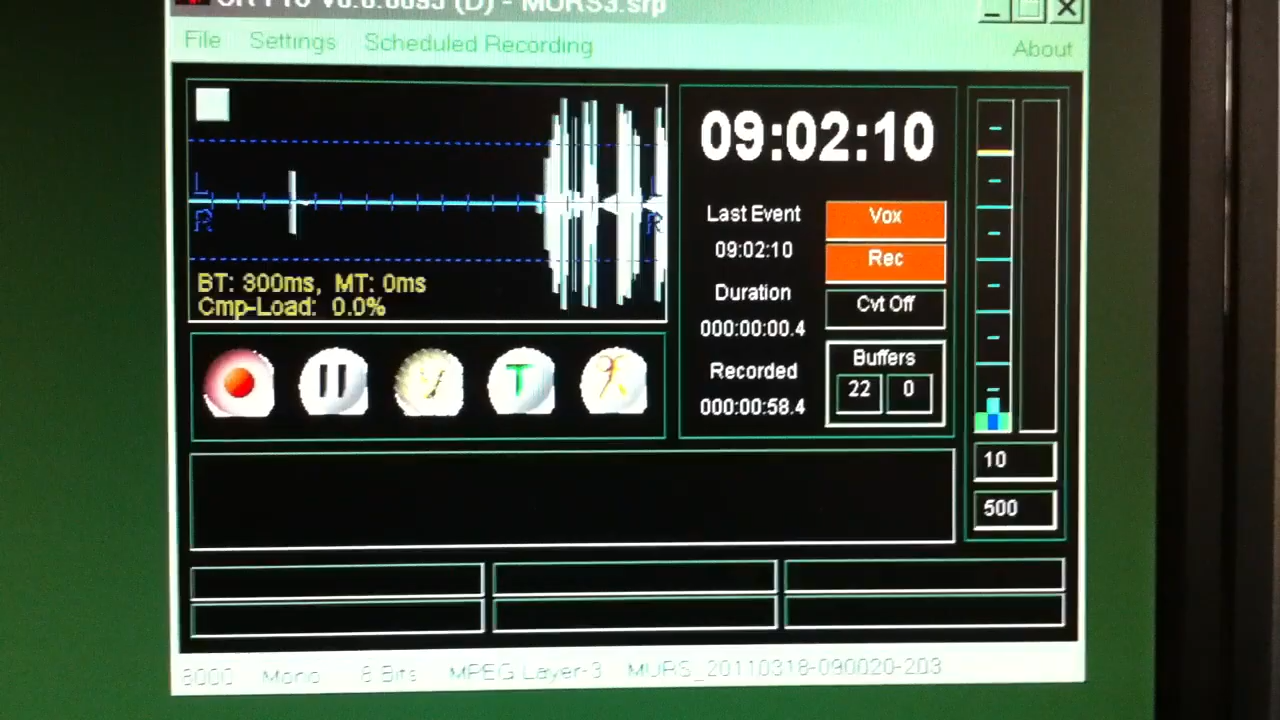 MURS3.srp
File Settings Scheduled Recording About
09:02:10
L
R
L
R
BT: 300ms, MT: 0ms
Cmp-Load: 0.0%
Last Event
09:02:10
Duration
000:00:00.4
Recorded
000:00:58.4
Vox
Rec
Cvt Off
Buffers
22 0
T
10
500
Mono Bits MPEG Layer-3 MURS_20110318-090020-203